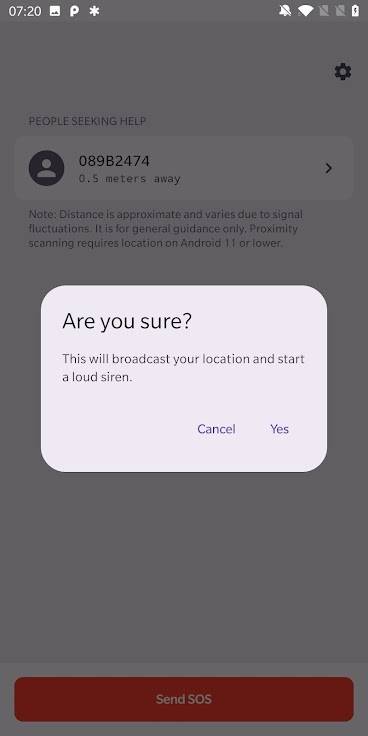 07:20
PEOPLE SEEKING HELP
089B2474
0.5 meters away
Note: Distance is approximate and varies due to signal
fluctuations. It is for general guidance only. Proximity
scanning requires location on Android 11 or lower.
Are you sure?
This will broadcast your location and start
a loud siren.
Cancel Yes
Send SOS